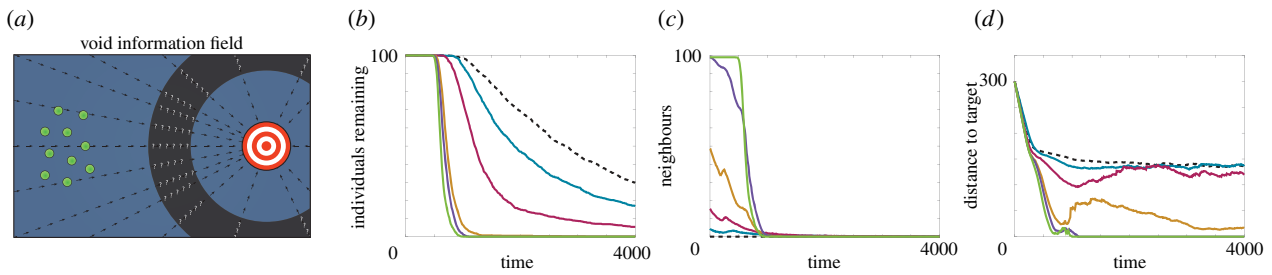 (a)
void information field
? ? ? ? ? ? ? ? ? ? ? ? ? ? ? ? ? ? ? ? ? ? ? ? ? ? ? ? ? ? ? ? ? ? ? ?
(b)
100
individuals remaining
0
4000
time
(c)
100
neighbours
0
4000
time
(d)
300
distance to target
0
4000
time